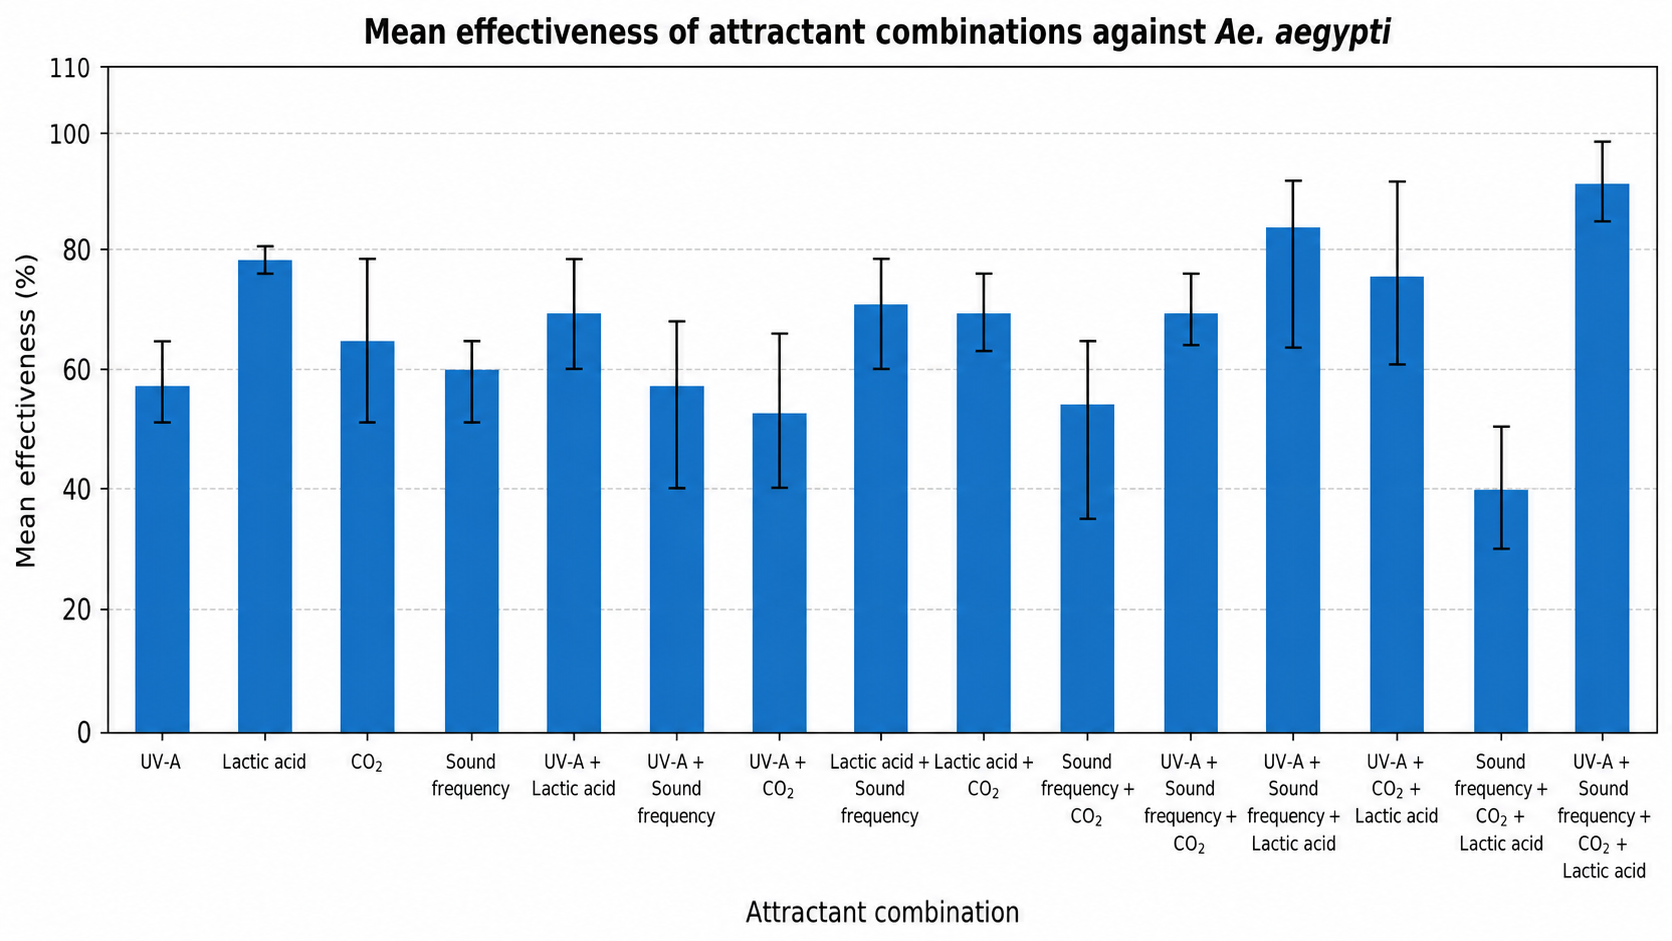 Mean effectiveness of attractant combinations against Ae. aegypti
110
100
80
60
40
20
0
Mean effectiveness (%)
UV-A
Lactic acid
CO₂
Sound
frequency
UV-A +
Lactic acid
UV-A +
Sound
frequency
UV-A +
CO₂
Lactic acid +
Sound
frequency
Lactic acid +
CO₂
Sound
frequency +
CO₂
UV-A +
Sound
frequency +
CO₂
UV-A +
Sound
frequency +
Lactic acid
UV-A +
CO₂ +
Lactic acid
Sound
frequency +
CO₂ +
Lactic acid
UV-A +
Sound
frequency +
CO₂ +
Lactic acid
Attractant combination